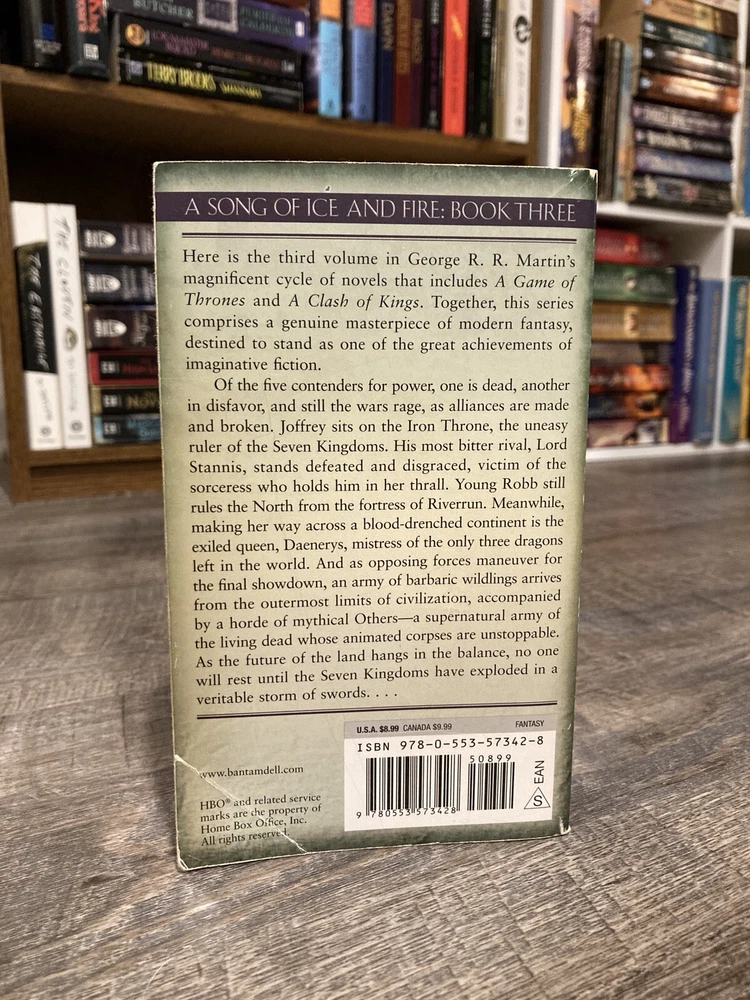 BUTCHER
TERRY BROOKS
A SONG OF ICE AND FIRE: BOOK THREE
Here is the third volume in George R. R. Martin's
magnificent cycle of novels that includes A Game of
Thrones and A Clash of Kings. Together, this series
comprises a genuine masterpiece of modern fantasy,
destined to stand as one of the great achievements of
imaginative fiction.
Of the five contenders for power, one is dead, another
in disfavor, and still the wars rage, as alliances are made
and broken. Joffrey sits on the Iron Throne, the uneasy
ruler of the Seven Kingdoms. His most bitter rival, Lord
Stannis, stands defeated and disgraced, victim of the
sorceress who holds him in her thrall. Young Robb still
rules the North from the fortress of Riverrun. Meanwhile,
making her way across a blood-drenched continent is the
exiled queen, Daenerys, mistress of the only three dragons
left in the world. And as opposing forces maneuver for
the final showdown, an army of barbaric wildlings arrives
from the outermost limits of civilization, accompanied
by a horde of mythical Others—a supernatural army of
the living dead whose animated corpses are unstoppable.
As the future of the land hangs in the balance, no one
will rest until the Seven Kingdoms have exploded in a
veritable storm of swords. . . .
U.S.A. $8.99 CANADA $9.99 FANTASY
ISBN 978-0-553-57342-8
50899
EAN
S
9 780553 573428
www.bantamdell.com
HBO® and related service
marks are the property of
Home Box Office, Inc.
All rights reserved.